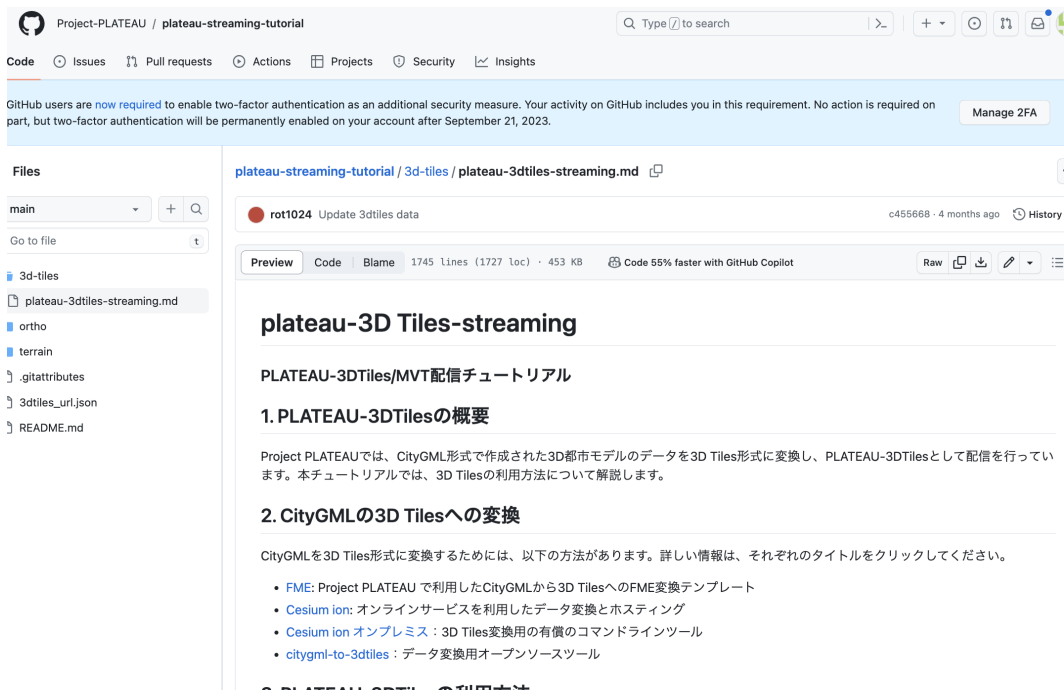 Project-PLATEAU / plateau-streaming-tutorial
Type / to search
Code Issues Pull requests Actions Projects Security Insights
GitHub users are now required to enable two-factor authentication as an additional security measure. Your activity on GitHub includes you in this requirement. No action is required on
part, but two-factor authentication will be permanently enabled on your account after September 21, 2023.
Manage 2FA
Files
main
Go to file t
3d-tiles
plateau-3dtiles-streaming.md
ortho
terrain
.gitattributes
3dtiles_url.json
README.md
plateau-streaming-tutorial / 3d-tiles / plateau-3dtiles-streaming.md
rot1024 Update 3dtiles data
c455668 · 4 months ago History
Preview Code Blame 1745 lines (1727 loc) · 453 KB Code 55% faster with GitHub Copilot
Raw
plateau-3D Tiles-streaming
PLATEAU-3DTiles/MVT配信チュートリアル
1. PLATEAU-3DTilesの概要
Project PLATEAUでは、CityGML形式で作成された3D都市モデルのデータを3D Tiles形式に変換し、PLATEAU-3DTilesとして配信を行ってい
ます。本チュートリアルでは、3D Tilesの利用方法について解説します。
2. CityGMLの3D Tilesへの変換
CityGMLを3D Tiles形式に変換するためには、以下の方法があります。詳しい情報は、それぞれのタイトルをクリックしてください。
• FME: Project PLATEAU で利用したCityGMLから3D TilesへのFME変換テンプレート
• Cesium ion: オンラインサービスを利用したデータ変換とホスティング
• Cesium ion オンプレミス：3D Tiles変換用の有償のコマンドラインツール
• citygml-to-3dtiles：データ変換用オープンソースツール
3. PLATEAU-3DTilesの利用方法